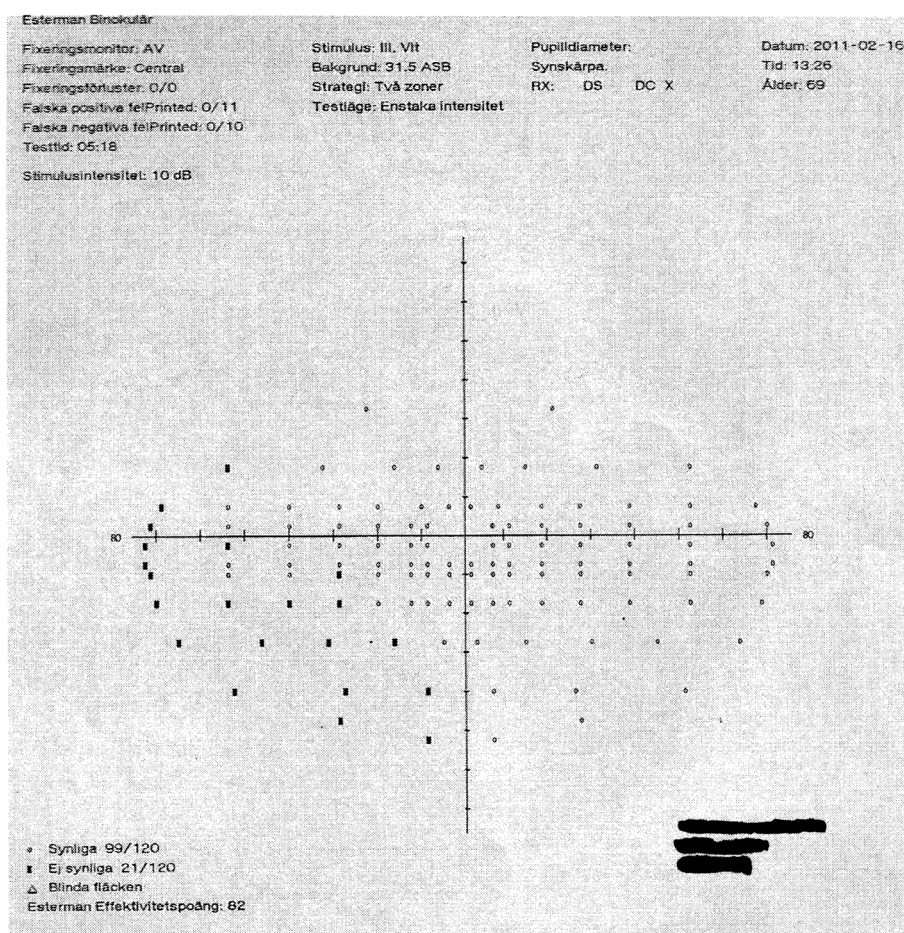 Esterman Binokulär
Fixeringsmonitor: AV
Fixeringsmärke: Central
Fixeringsförluster: 0/0
Falska positiva felPrinted: 0/11
Falska negativa felPrinted: 0/10
Testtid: 05:18
Stimulusintensitet: 10 dB
Stimulus: III, Vit
Bakgrund: 31.5 ASB
Strategi: Två zoner
Testläge: Enstaka intensitet
Pupilldiameter:
Synskärpa:
RX: DS DC X
Datum: 2011-02-16
Tid: 13:26
Ålder: 69
80 80
Synliga 99/120
Ej synliga 21/120
Blinda fläcken
Esterman Effektivitetspoäng: 82